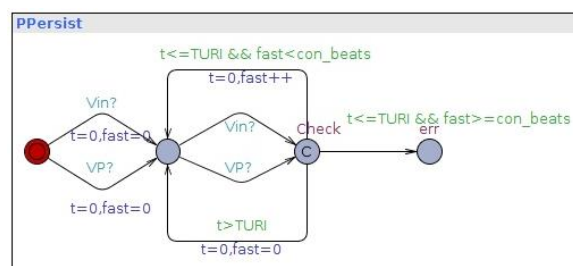 PPersist
t<=TURI && fast<con_beats
t=0,fast++
Vin?
t=0,fast=0
Vin?
Check
t<=TURI && fast>=con_beats
err
VP?
VP?
C
t=0,fast=0
t>TURI
t=0,fast=0